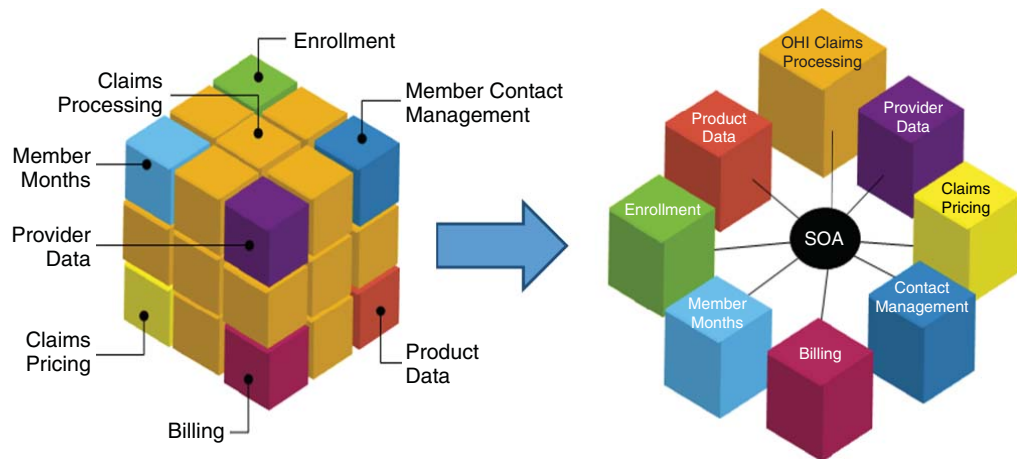 Enrollment
Claims
Processing
Member Contact
Management
Member
Months
Provider
Data
Claims
Pricing
Billing
Product
Data
OHI Claims
Processing
Product
Data
Provider
Data
Enrollment
Claims
Pricing
SOA
Member
Months
Contact
Management
Billing